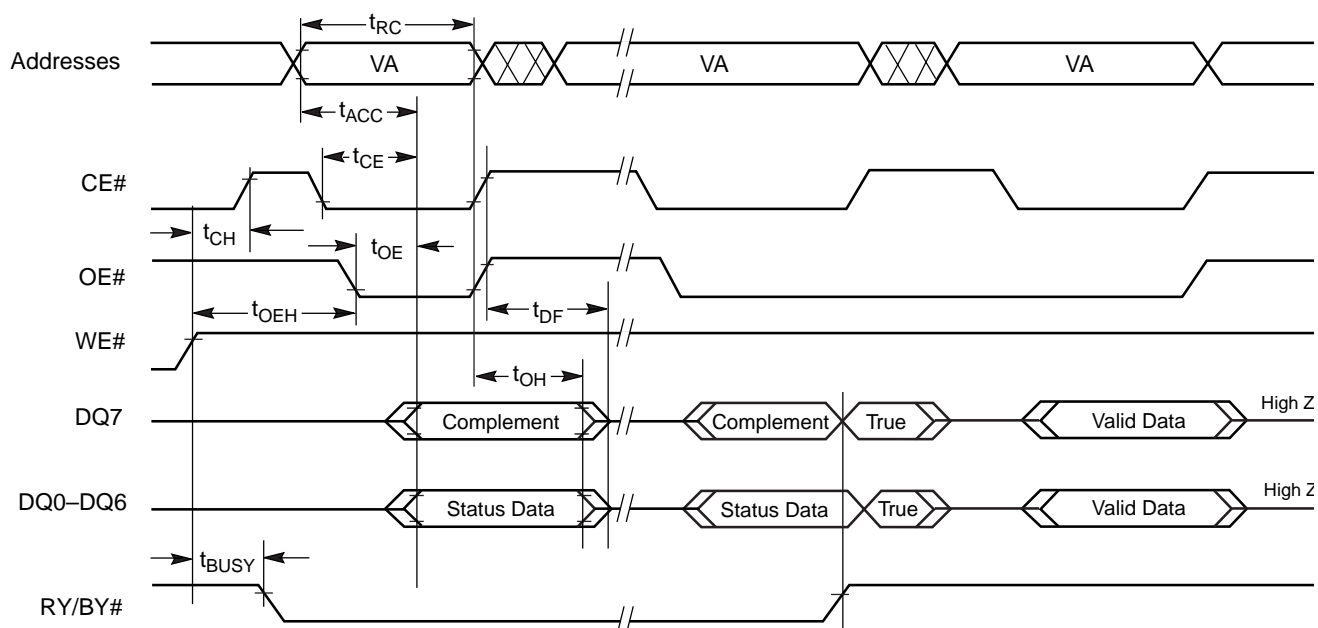 tRC
Addresses VA VA VA
tACC
tCE
CE#
tCH tOE
OE#
tOEH tDF
WE#
tOH
DQ7 Complement Complement True Valid Data High Z
DQ0–DQ6 Status Data Status Data True Valid Data High Z
tBUSY
RY/BY#